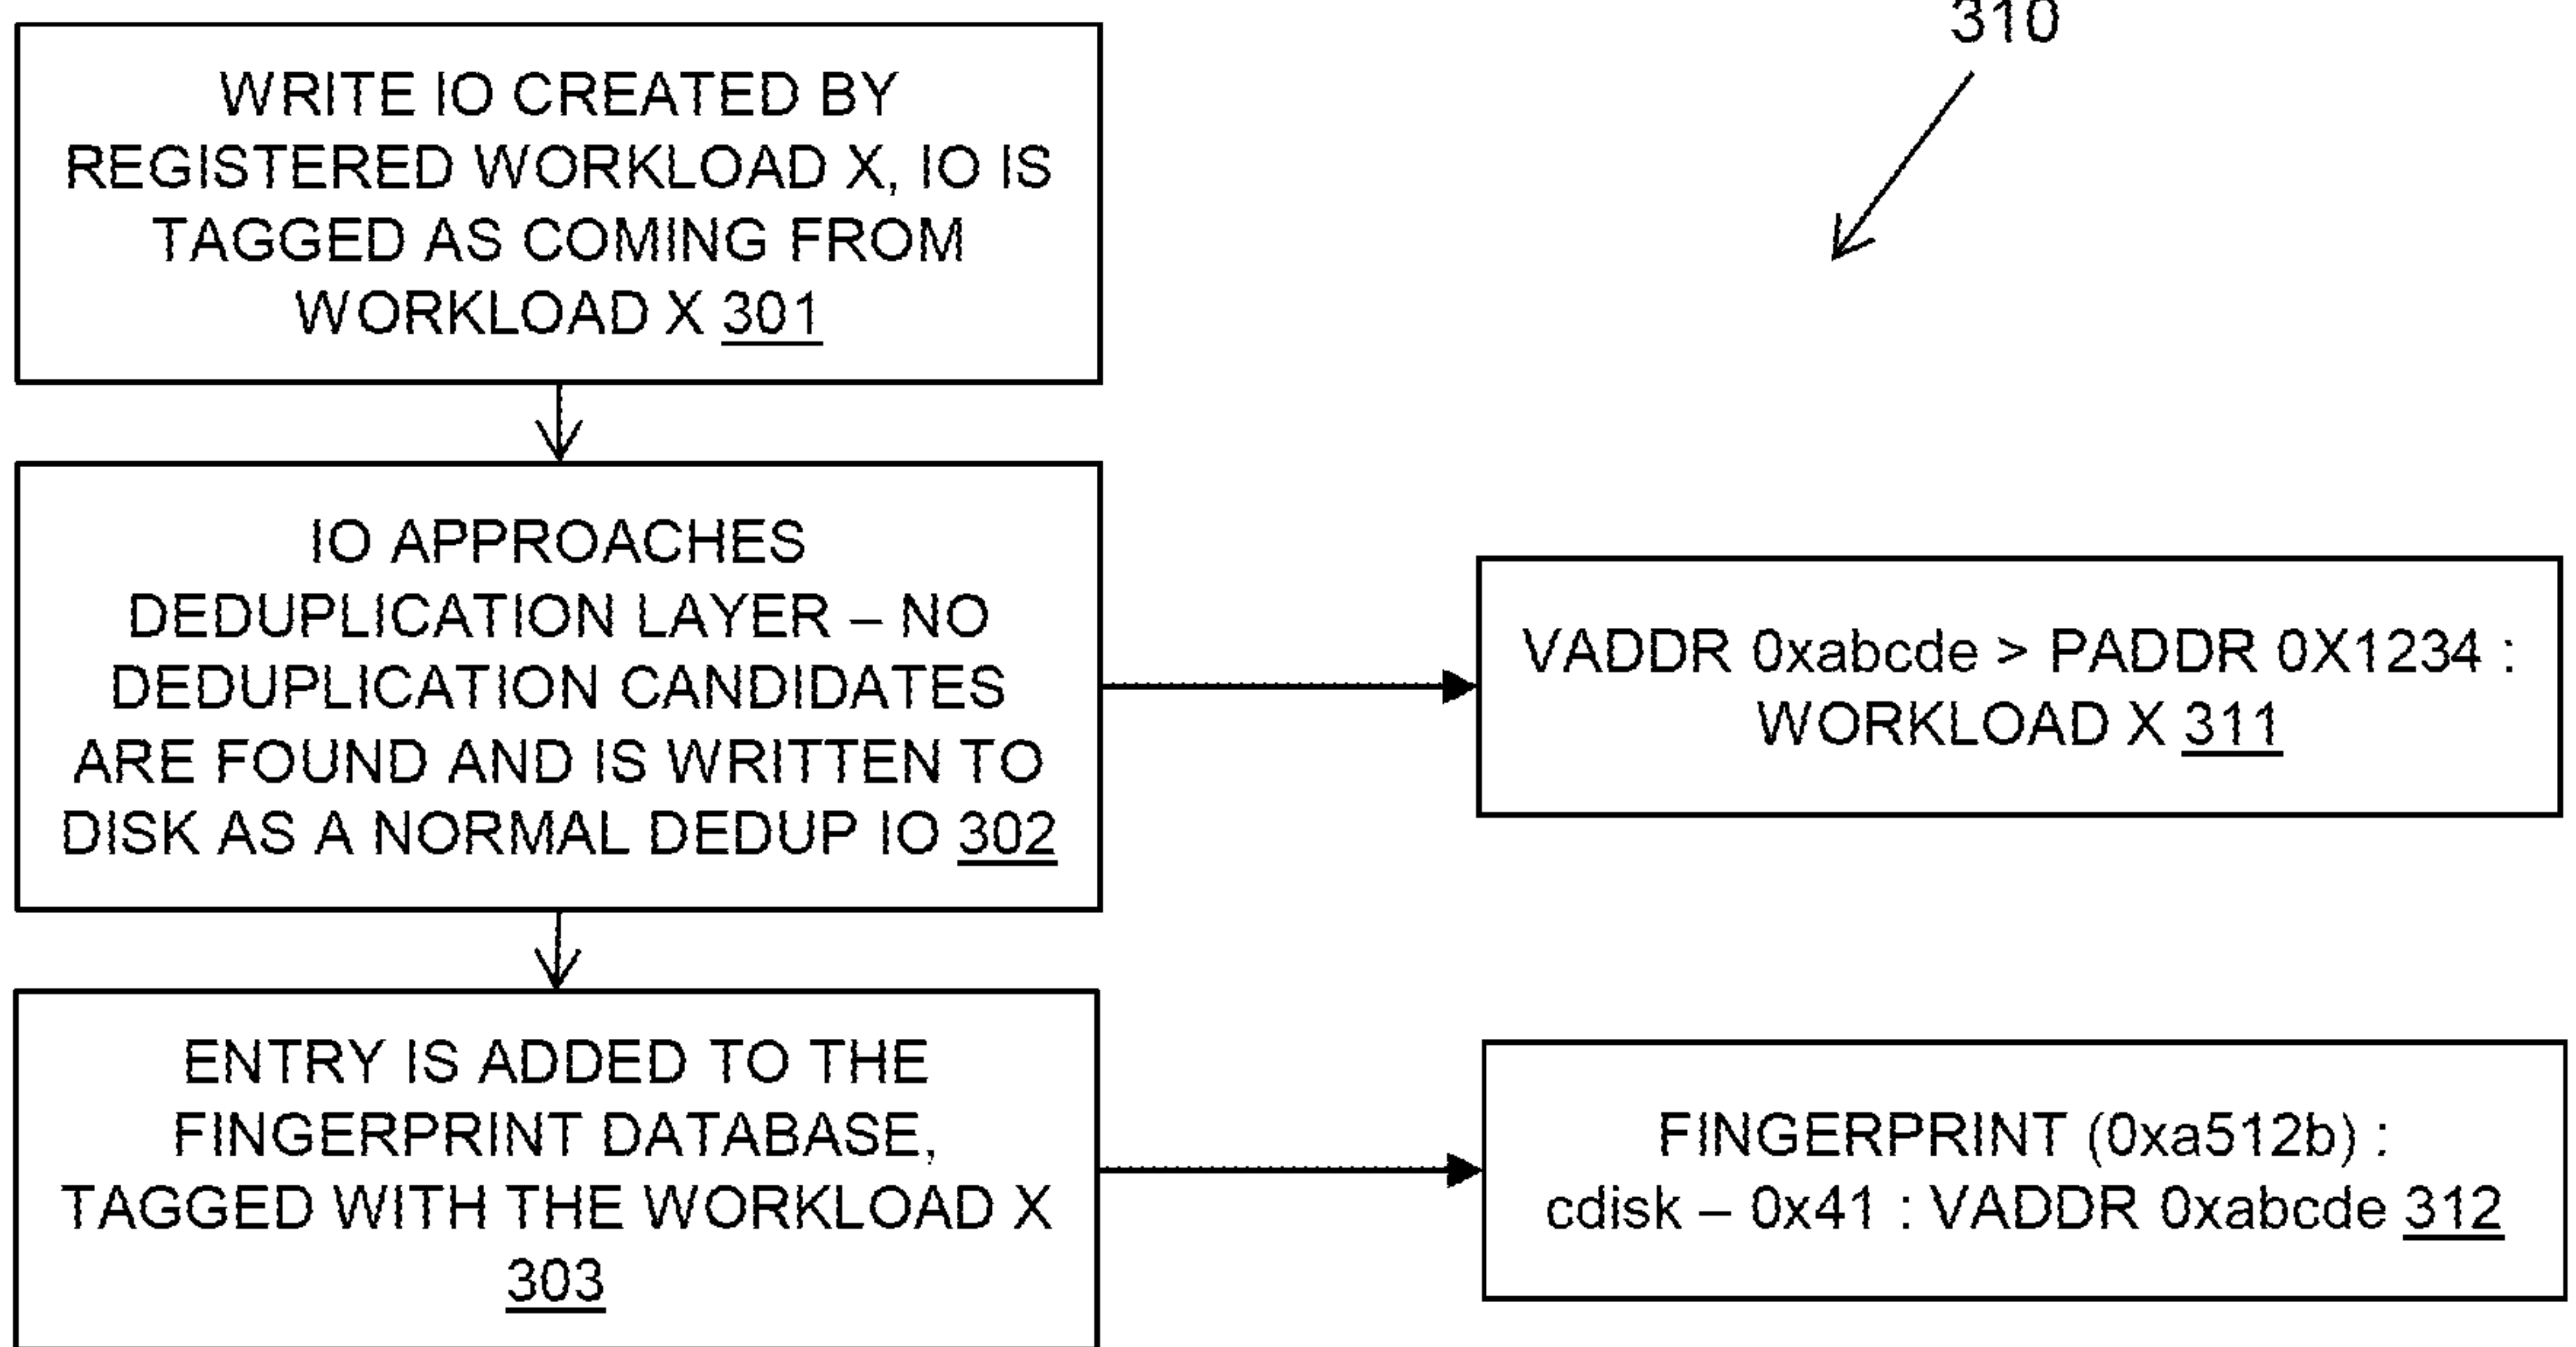 310
WRITE IO CREATED BY
REGISTERED WORKLOAD X, IO IS
TAGGED AS COMING FROM
WORKLOAD X 301
IO APPROACHES
DEDUPLICATION LAYER – NO
DEDUPLICATION CANDIDATES
ARE FOUND AND IS WRITTEN TO
DISK AS A NORMAL DEDUP IO 302
VADDR 0xabcde > PADDR 0X1234 :
WORKLOAD X 311
ENTRY IS ADDED TO THE
FINGERPRINT DATABASE,
TAGGED WITH THE WORKLOAD X
303
FINGERPRINT (0xa512b) :
cdisk – 0x41 : VADDR 0xabcde 312